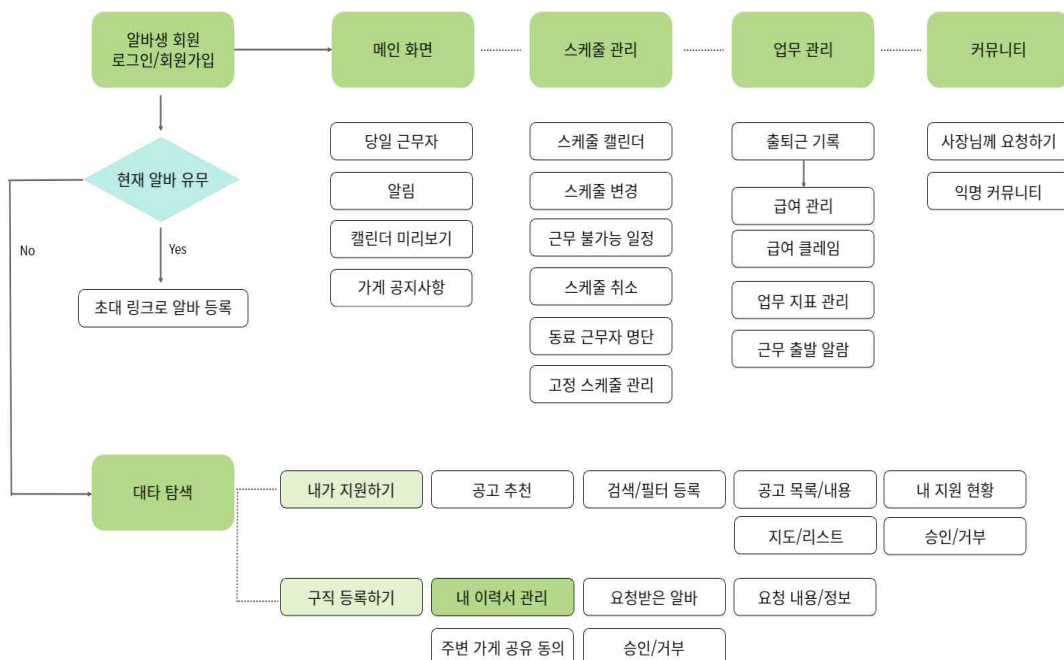 알바생 회원
로그인/회원가입
메인 화면
스케줄 관리
업무 관리
커뮤니티
현재 알바 유무
No
Yes
초대 링크로 알바 등록
당일 근무자
알림
캘린더 미리보기
가게 공지사항
스케줄 캘린더
스케줄 변경
근무 불가능 일정
스케줄 취소
동료 근무자 명단
고정 스케줄 관리
출퇴근 기록
급여 관리
급여 클레임
업무 지표 관리
근무 출발 알람
사장님께 요청하기
익명 커뮤니티
대타 탐색
내가 지원하기
공고 추천
검색/필터 등록
공고 목록/내용
내 지원 현황
지도/리스트
승인/거부
구직 등록하기
내 이력서 관리
요청받은 알바
요청 내용/정보
주변 가게 공유 동의
승인/거부